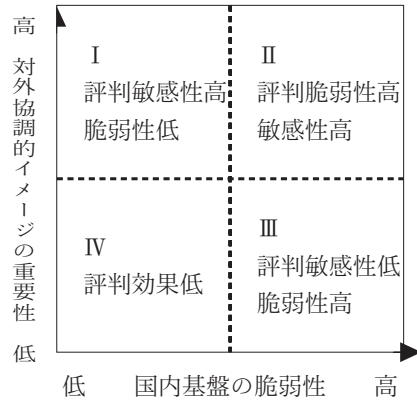 高 対外協調的イメージの重要性 低
Ⅰ
評判敏感性高
脆弱性低
Ⅱ
評判脆弱性高
敏感性高
Ⅳ
評判効果低
Ⅲ
評判敏感性低
脆弱性高
低 国内基盤の脆弱性 高